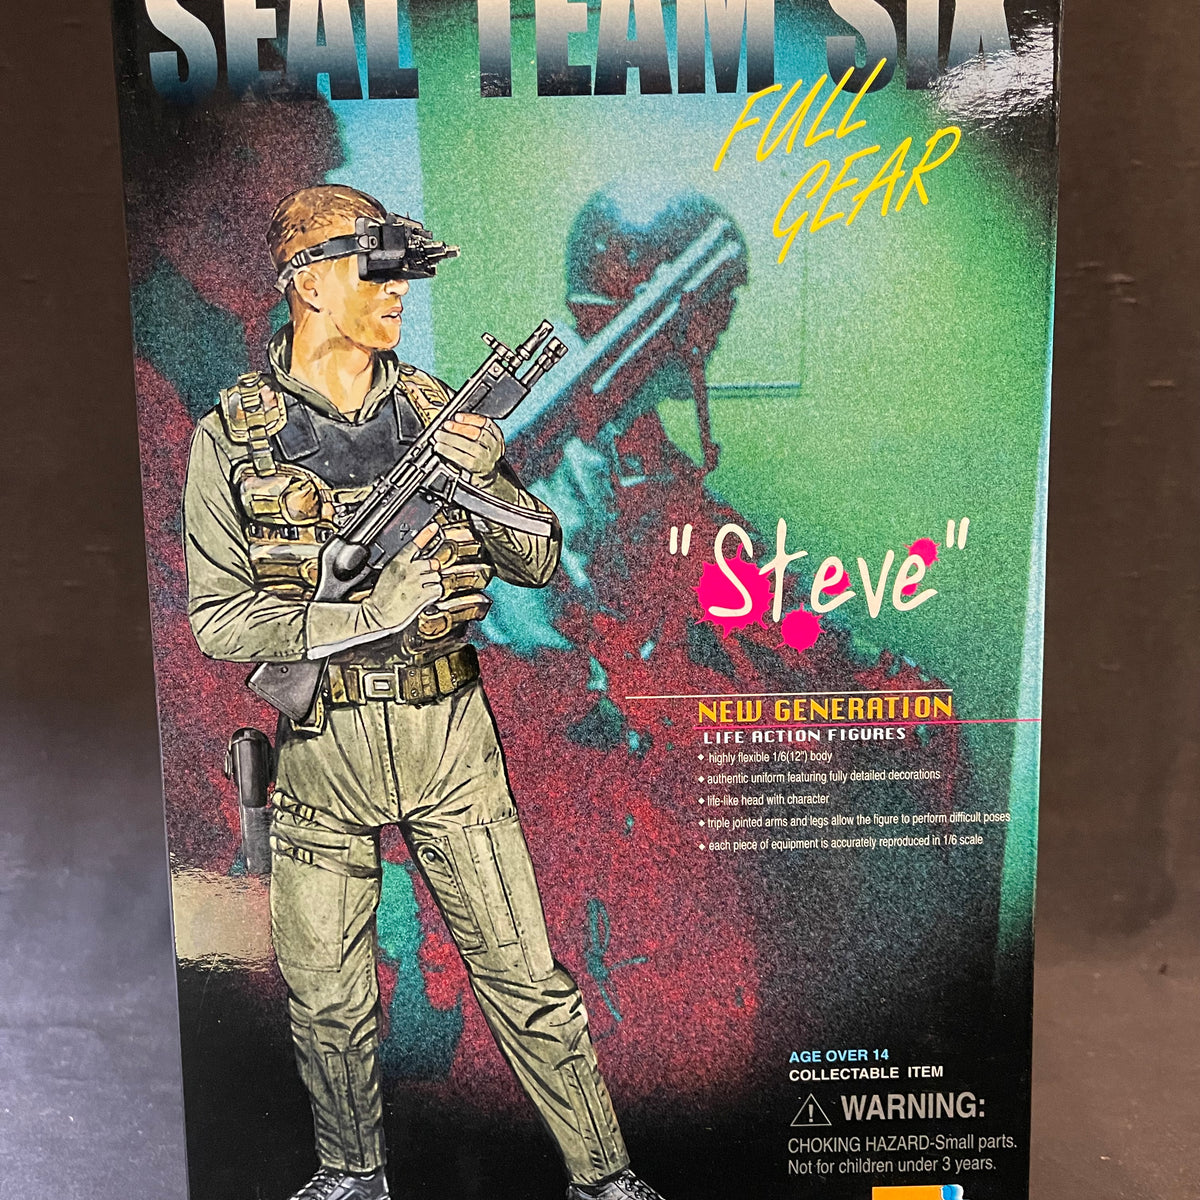 SEAL TEAM SIX
FULL
GEAR
"Steve"
NEW GENERATION
LIFE ACTION FIGURES
highly flexible 1/6(12") body
authentic uniform featuring fully detailed decorations
life-like head with character
triple jointed arms and legs allow the figure to perform difficult poses
each piece of equipment is accurately reproduced in 1/6 scale
AGE OVER 14
COLLECTABLE ITEM
WARNING:
CHOKING HAZARD-Small parts.
Not for children under 3 years.